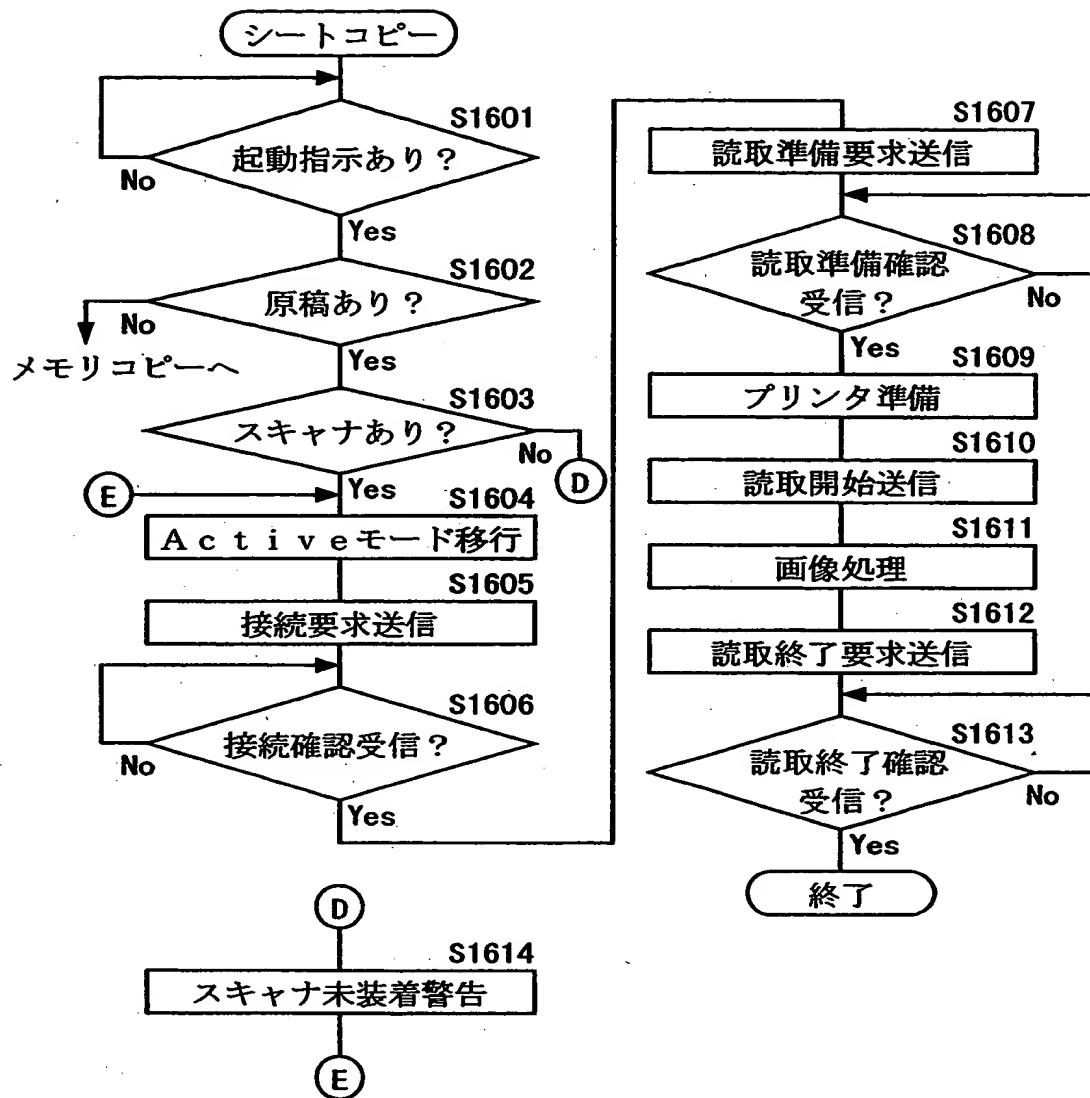 シートコピー
S1601
起動指示あり？
No
Yes
S1602
原稿あり？
No
メモリコピーへ
Yes
S1603
スキャナあり？
No
D
E
Yes
S1604
Ａｃｔｉｖｅモード移行
S1605
接続要求送信
S1606
接続確認受信？
No
Yes
S1607
読取準備要求送信
S1608
読取準備確認
受信？
No
Yes
S1609
プリンタ準備
S1610
読取開始送信
S1611
画像処理
S1612
読取終了要求送信
S1613
読取終了確認
受信？
No
Yes
終了
D
S1614
スキャナ未装着警告
E